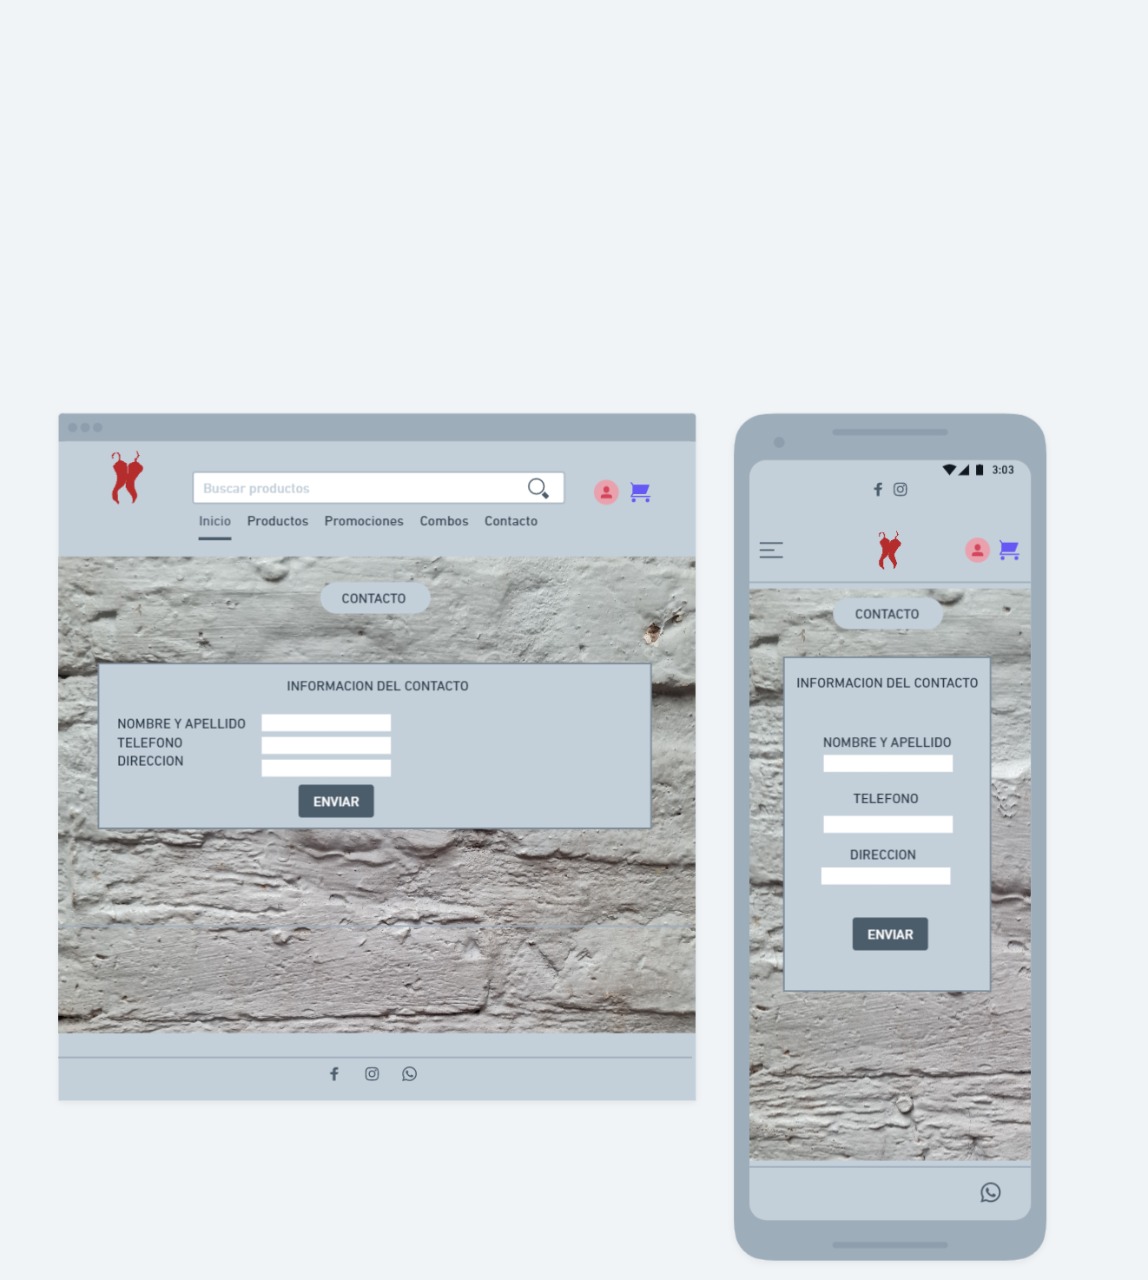 Buscar productos
Inicio Productos Promociones Combos Contacto
CONTACTO
INFORMACION DEL CONTACTO
NOMBRE Y APELLIDO
TELEFONO
DIRECCION
ENVIAR
3:03
CONTACTO
INFORMACION DEL CONTACTO
NOMBRE Y APELLIDO
TELEFONO
DIRECCION
ENVIAR